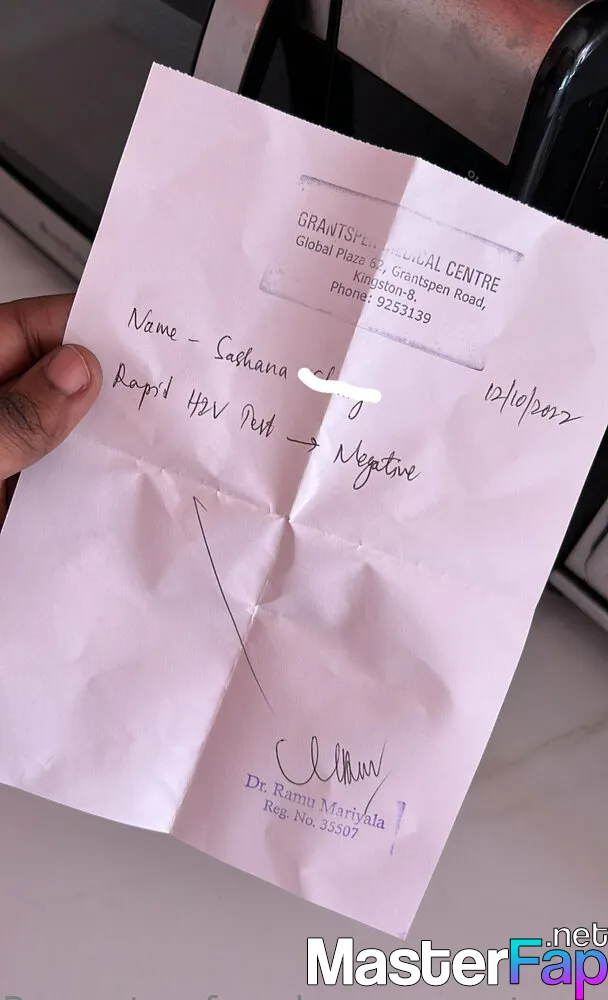 GRANTSPEN MEDICAL CENTRE
Global Plaza 62, Grantspen Road,
Kingston-8.
Phone: 9253139
12/10/2022
Name - Sashana
Rapid HIV Test → Negative
Dr. Ramu Mariyala
Reg. No. 35507
MasterFap.net